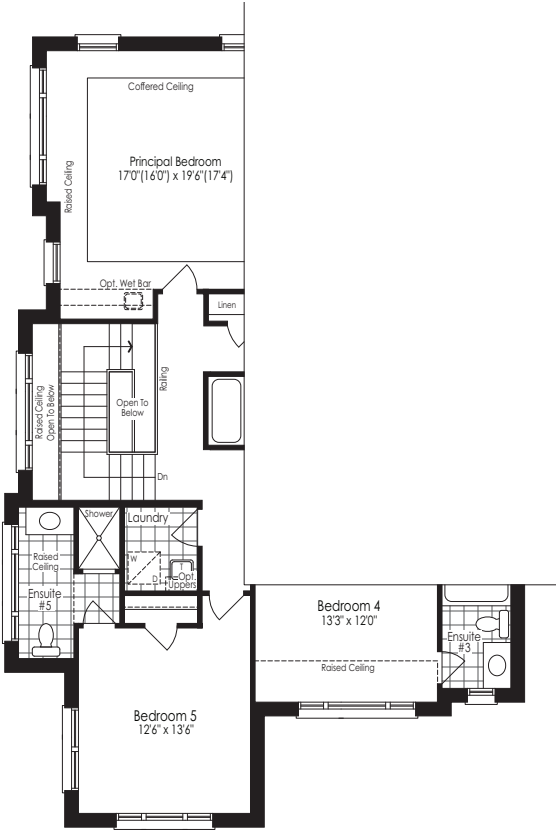 Coffered Ceiling
Principal Bedroom
17'0"(16'0") x 19'6"(17'4")
Raised Ceiling
Opt. Wet Bar
Linen
Raised Ceiling
Open To Below
Railing
Open To
Below
Dn
Shower
Laundry
W
D
Opt.
Uppers
Raised
Ceiling
Ensuite
#5
Bedroom 4
13'3" x 12'0"
Raised Ceiling
Ensuite
#3
Bedroom 5
12'6" x 13'6"